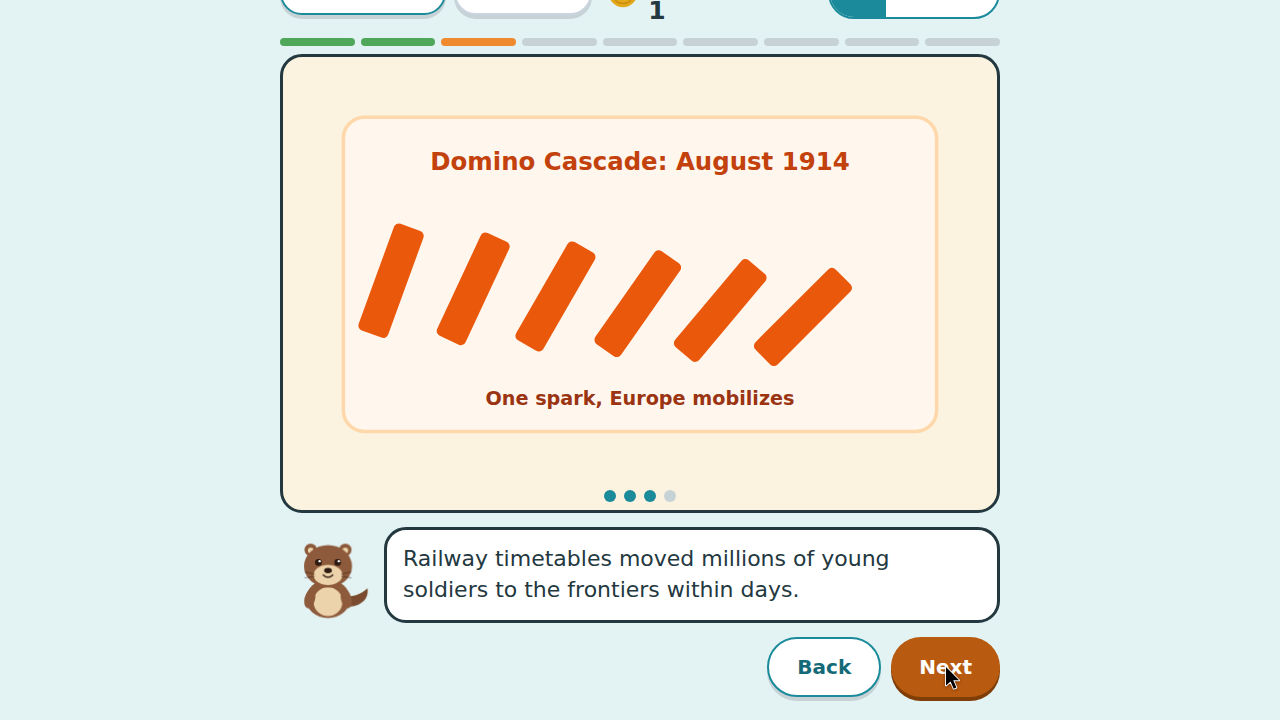 1
Domino Cascade: August 1914
One spark, Europe mobilizes
Railway timetables moved millions of young
soldiers to the frontiers within days.
Back
Next